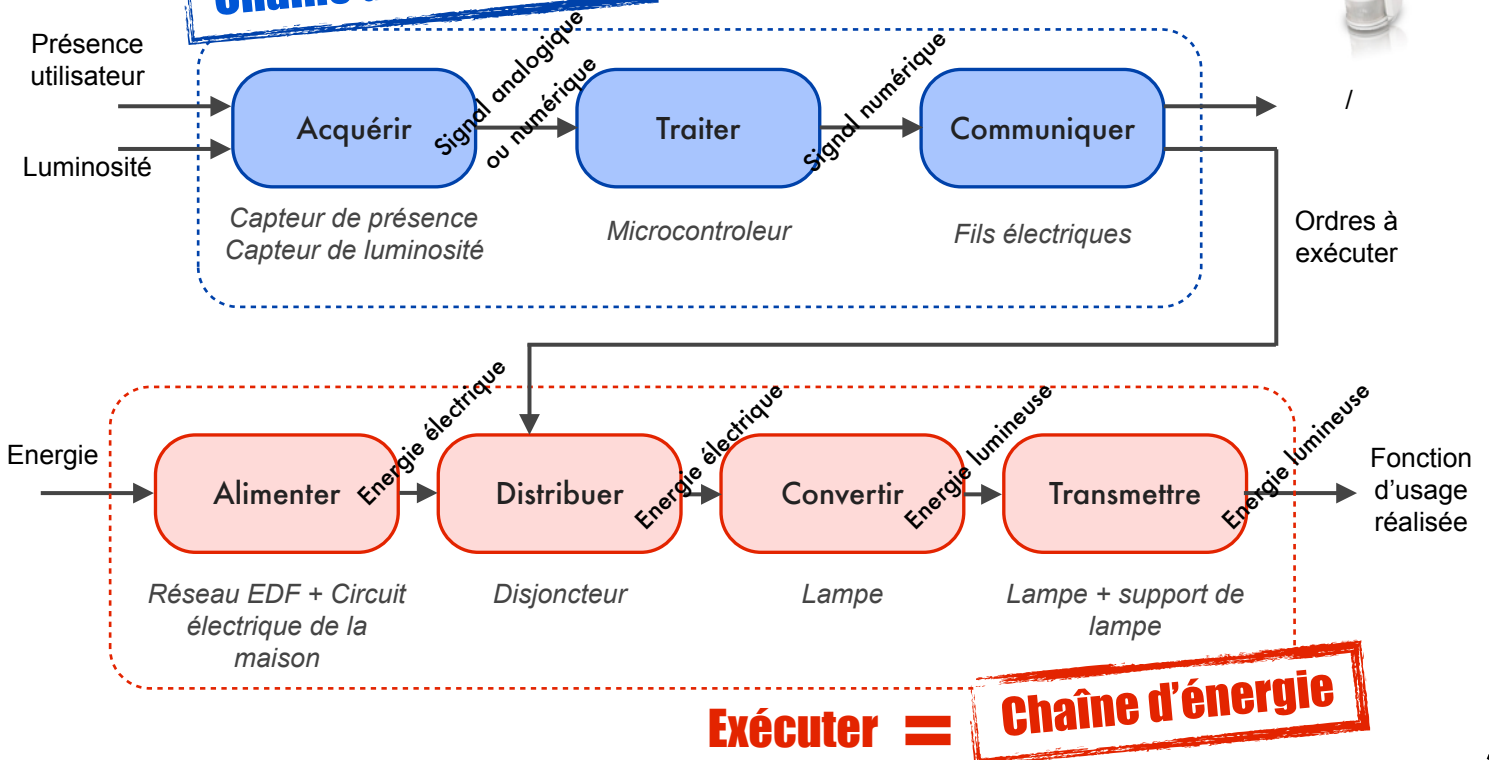 Présence
utilisateur
Luminosité
Acquérir
Signal analogique
ou numérique
Traiter
Signal numérique
Communiquer
/
Capteur de présence
Capteur de luminosité
Microcontroleur
Fils électriques
Ordres à
exécuter
Energie
Alimenter
Energie électrique
Distribuer
Energie électrique
Convertir
Energie lumineuse
Transmettre
Energie lumineuse
Fonction
d’usage
réalisée
Réseau EDF + Circuit
électrique de la
maison
Disjoncteur
Lampe
Lampe + support de
lampe
Exécuter = Chaîne d’énergie